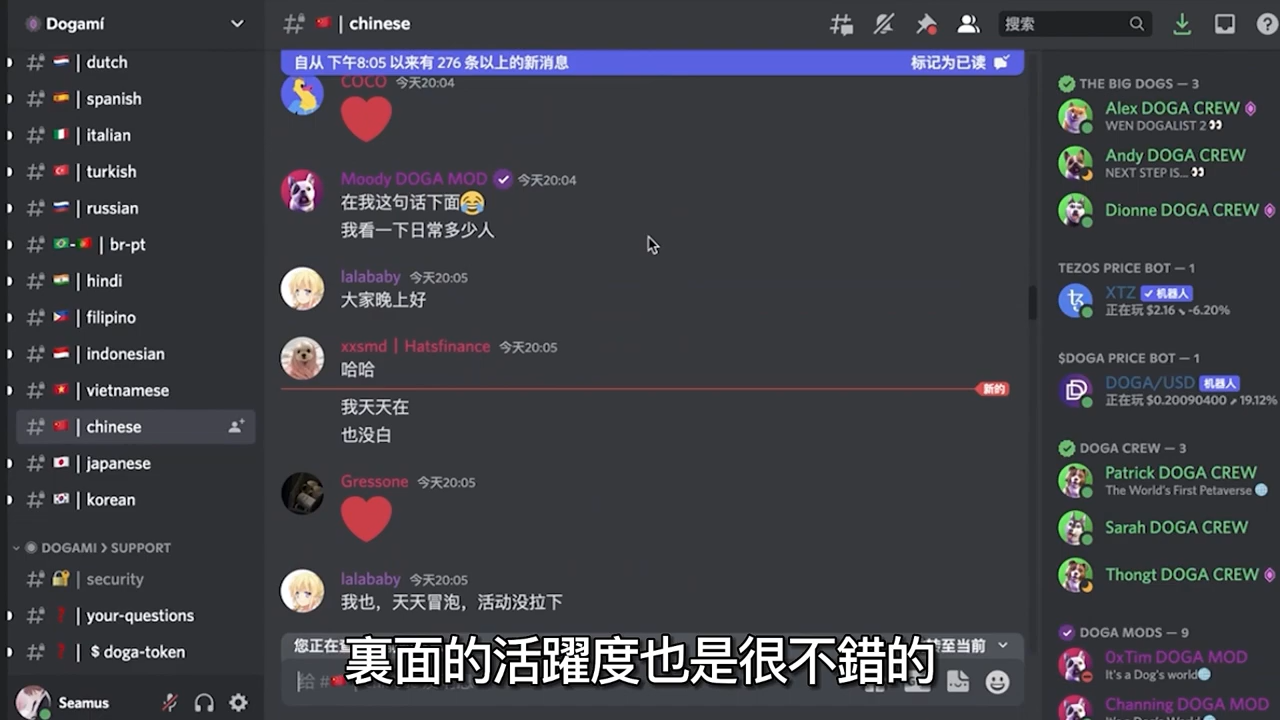 Dogamí
| dutch
| spanish
| italian
| turkish
| russian
- | br-pt
| hindi
| filipino
| indonesian
| vietnamese
| chinese
| japanese
| korean
DOGAMI > SUPPORT
| security
| your-questions
| $ doga-token
Seamus
| chinese
搜索
自从 下午8:05 以来有 276 条以上的新消息
标记为已读
COCO 今天20:04
Moody DOGA MOD 今天20:04
在我这句话下面
我看一下日常多少人
lalababy 今天20:05
大家晚上好
xxsmd | Hatsfinance 今天20:05
哈哈
新的
我天天在
也没白
Gressone 今天20:05
lalababy 今天20:05
我也，天天冒泡，活动没拉下
您正在
转至当前
裏面的活躍度也是很不錯的
THE BIG DOGS — 3
Alex DOGA CREW
WEN DOGALIST 2
Andy DOGA CREW
NEXT STEP IS...
Dionne DOGA CREW
TEZOS PRICE BOT — 1
XTZ 机器人
正在玩 $2.16 -6.20%
$DOGA PRICE BOT — 1
DOGA/USD 机器人
正在玩 $0.20090400 19.12%
DOGA CREW — 3
Patrick DOGA CREW
The World's First Petaverse
Sarah DOGA CREW
Thongt DOGA CREW
DOGA MODS — 9
0xTim DOGA MOD
It's a Dog's world
Channing DOGA MOD